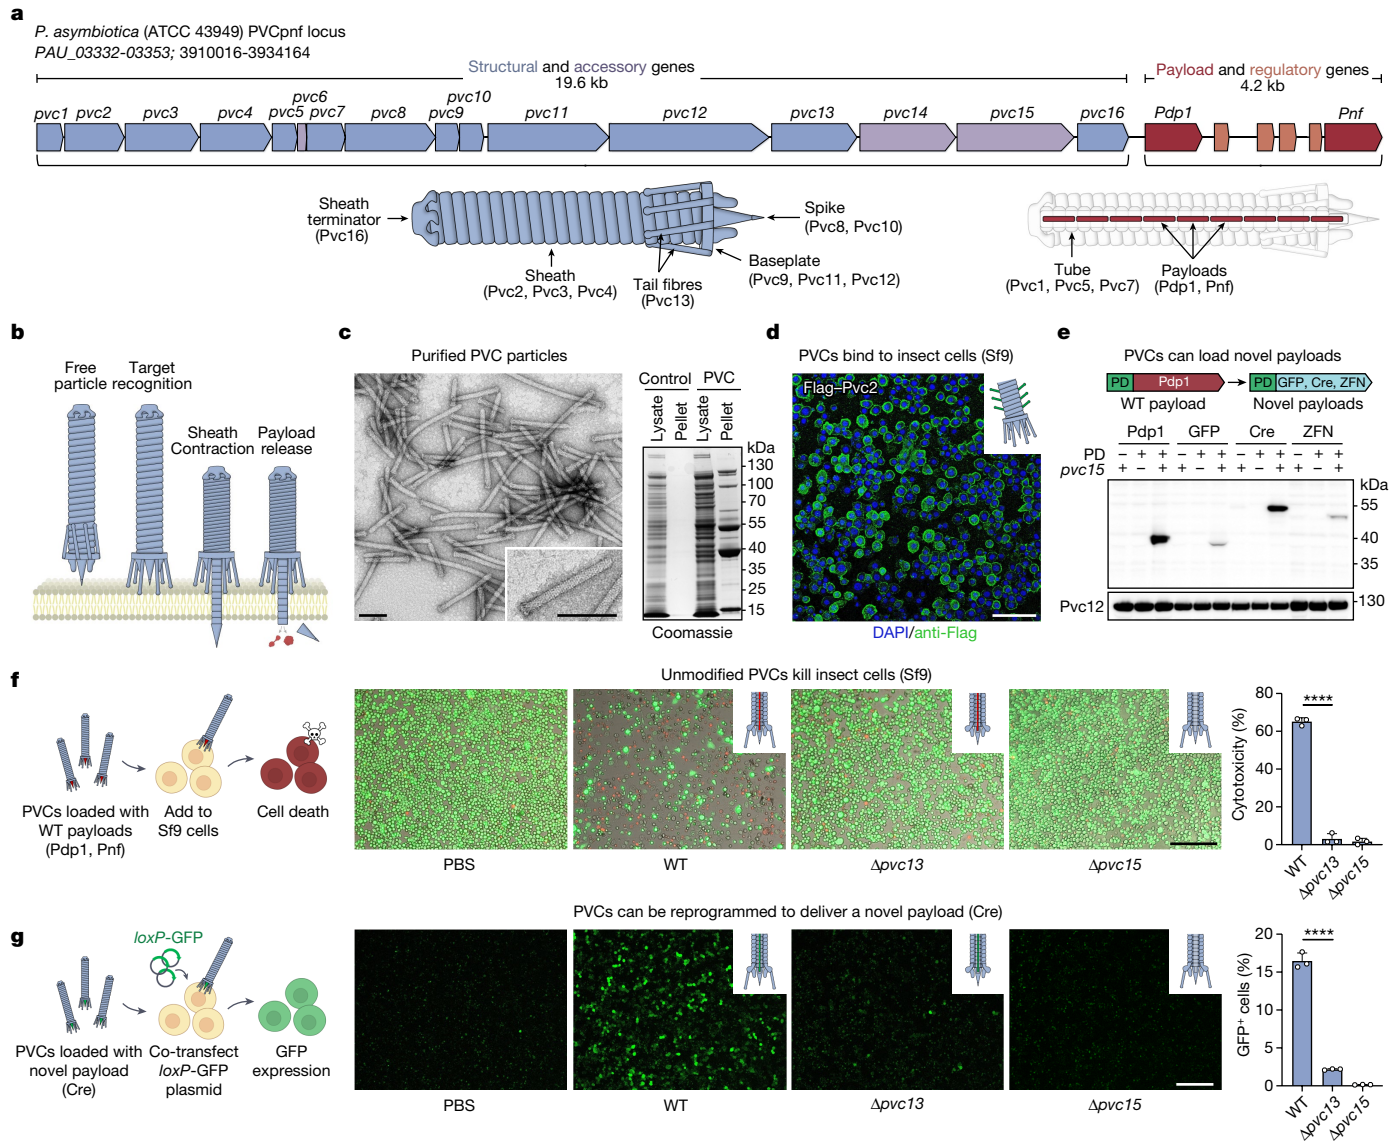 a
P. asymbiotica (ATCC 43949) PVCpnf locus
PAU_03332-03353; 3910016-3934164
Structural and accessory genes
19.6 kb
Payload and regulatory genes
4.2 kb
pvc1 pvc2 pvc3 pvc4 pvc5 pvc6 pvc7 pvc8 pvc9 pvc10 pvc11 pvc12 pvc13 pvc14 pvc15 pvc16 Pdp1 Pnf
Sheath
terminator
(Pvc16)
Sheath
(Pvc2, Pvc3, Pvc4)
Tail fibres
(Pvc13)
Spike
(Pvc8, Pvc10)
Baseplate
(Pvc9, Pvc11, Pvc12)
Tube
(Pvc1, Pvc5, Pvc7)
Payloads
(Pdp1, Pnf)
b
Free
particle
Target
recognition
Sheath
Contraction
Payload
release
c
Purified PVC particles
Control PVC
Lysate
Pellet
Lysate
Pellet
kDa
130
100
70
55
40
35
25
15
Coomassie
d
PVCs bind to insect cells (Sf9)
Flag–Pvc2
DAPI/anti-Flag
e
PVCs can load novel payloads
PD Pdp1
PD GFP, Cre, ZFN
WT payload
Novel payloads
Pdp1 GFP Cre ZFN
PD − + + − + + − + + − + +
pvc15 + − + + − + + − + + − +
kDa
55
40
35
Pvc12
130
f
Unmodified PVCs kill insect cells (Sf9)
PVCs loaded with
WT payloads
(Pdp1, Pnf)
Add to
Sf9 cells
Cell death
PBS
WT
Δpvc13
Δpvc15
Cytotoxicity (%)
80
60
40
20
0
****
WT
Δpvc13
Δpvc15
g
PVCs can be reprogrammed to deliver a novel payload (Cre)
loxP-GFP
PVCs loaded with
novel payload
(Cre)
Co-transfect
loxP-GFP
plasmid
GFP
expression
PBS
WT
Δpvc13
Δpvc15
GFP+ cells (%)
20
15
10
5
0
****
WT
Δpvc13
Δpvc15